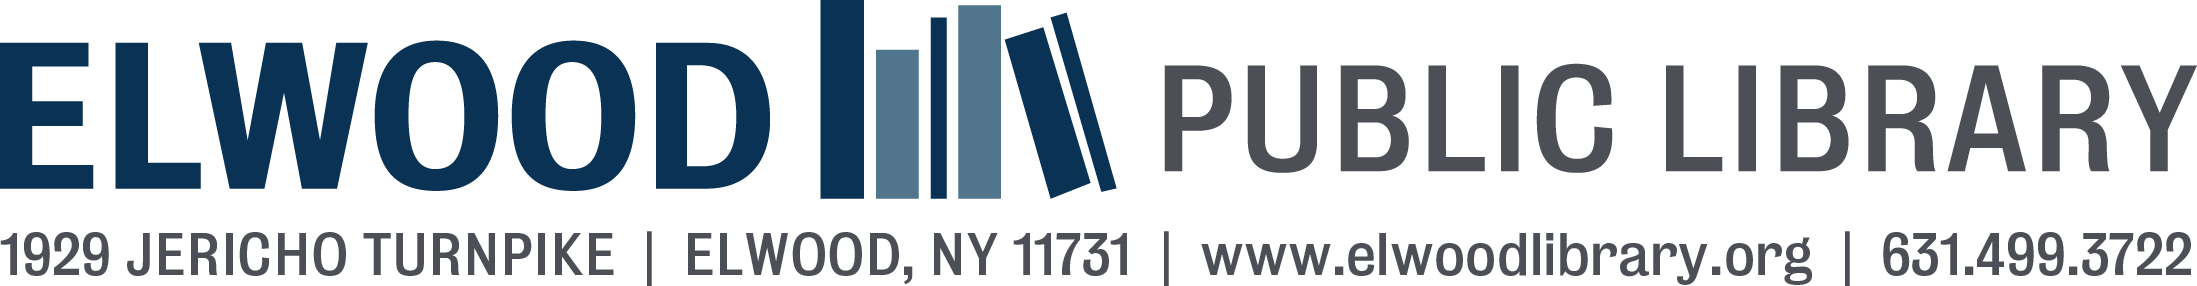 ELWOOD PUBLIC LIBRARY
1929 JERICHO TURNPIKE | ELWOOD, NY 11731 | www.elwoodlibrary.org | 631.499.3722